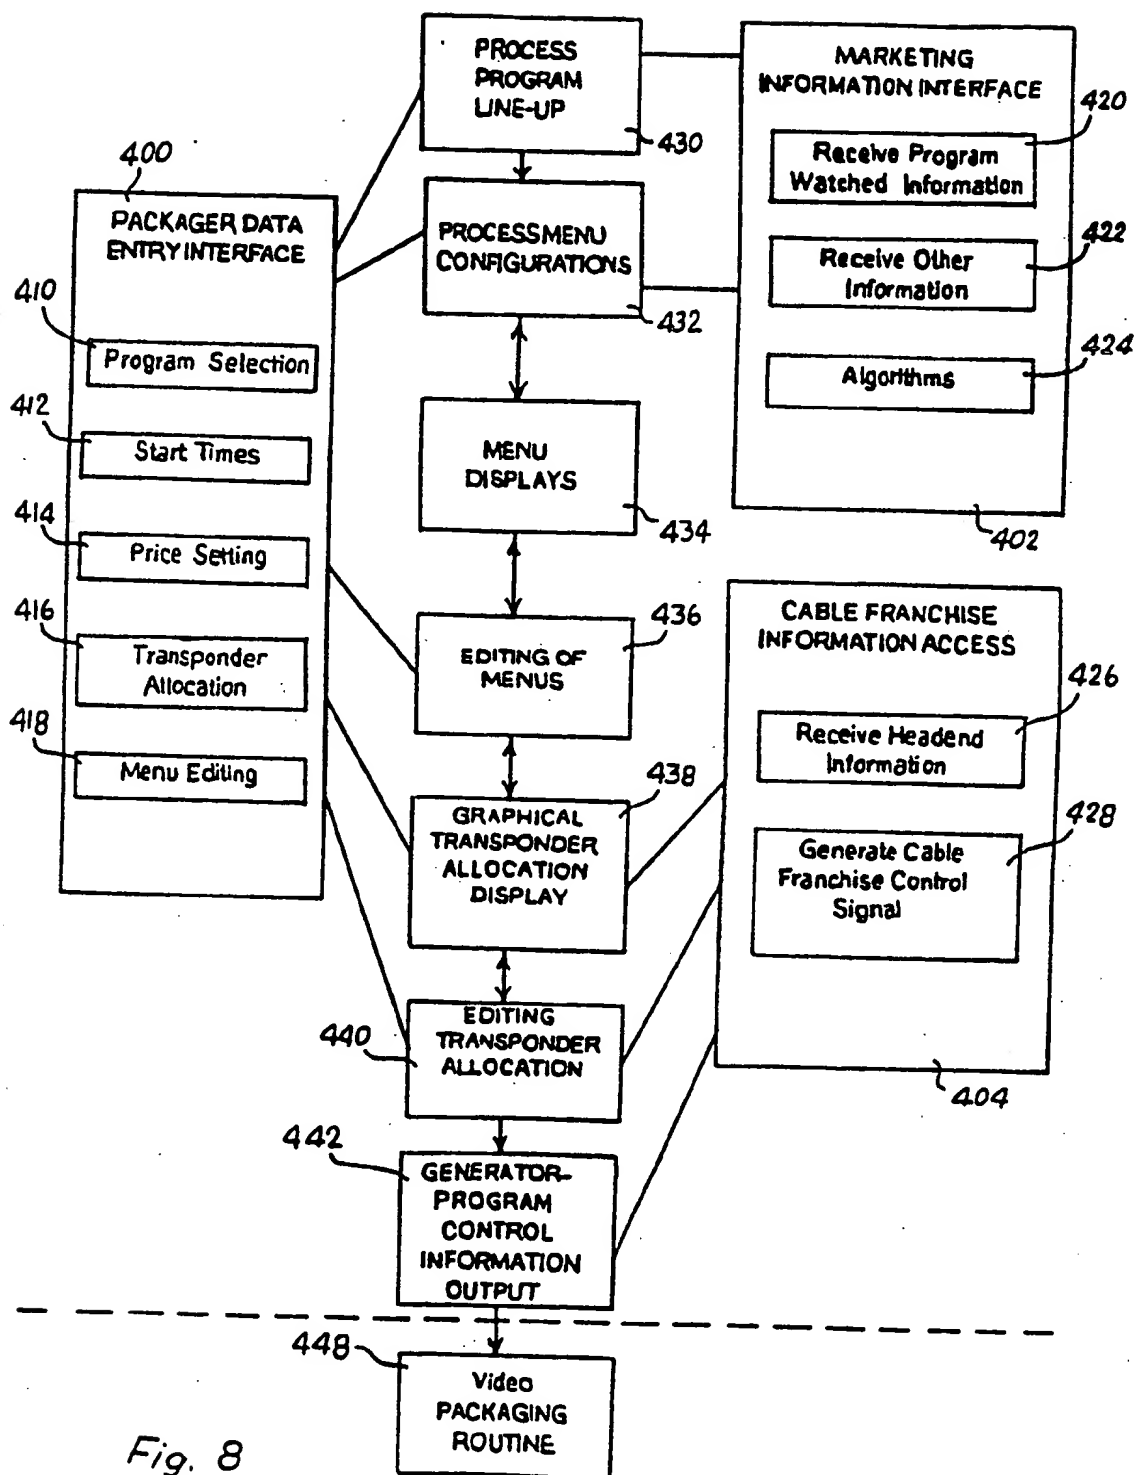 PROCESS
PROGRAM
LINE-UP
430
MARKETING
INFORMATION INTERFACE
420
Receive Program
Watched Information
422
Receive Other
Information
424
Algorithms
402
400
PACKAGER DATA
ENTRY INTERFACE
410
Program Selection
412
Start Times
414
Price Setting
416
Transponder
Allocation
418
Menu Editing
PROCESS MENU
CONFIGURATIONS
432
MENU
DISPLAYS
434
EDITING OF
MENUS
436
GRAPHICAL
TRANSPONDER
ALLOCATION
DISPLAY
438
CABLE FRANCHISE
INFORMATION ACCESS
426
Receive Headend
Information
428
Generate Cable
Franchise Control
Signal
404
EDITING
TRANSPONDER
ALLOCATION
440
442
GENERATOR-
PROGRAM
CONTROL
INFORMATION
OUTPUT
448
Video
PACKAGING
ROUTINE
Fig. 8